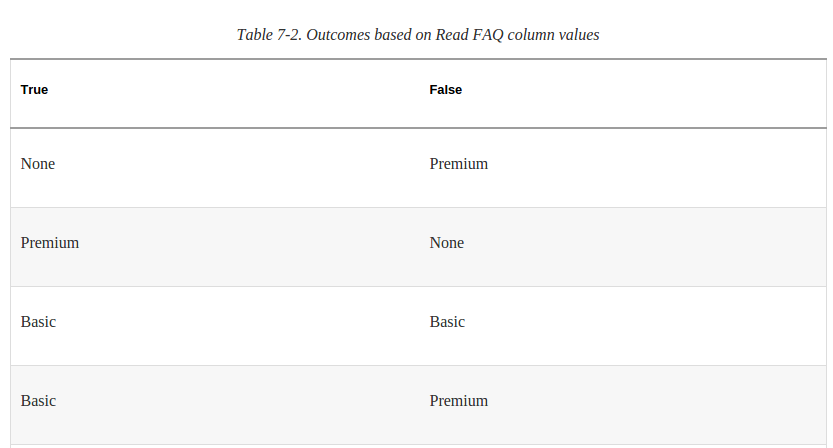 Table 7-2. Outcomes based on Read FAQ column values
True False
None Premium
Premium None
Basic Basic
Basic Premium